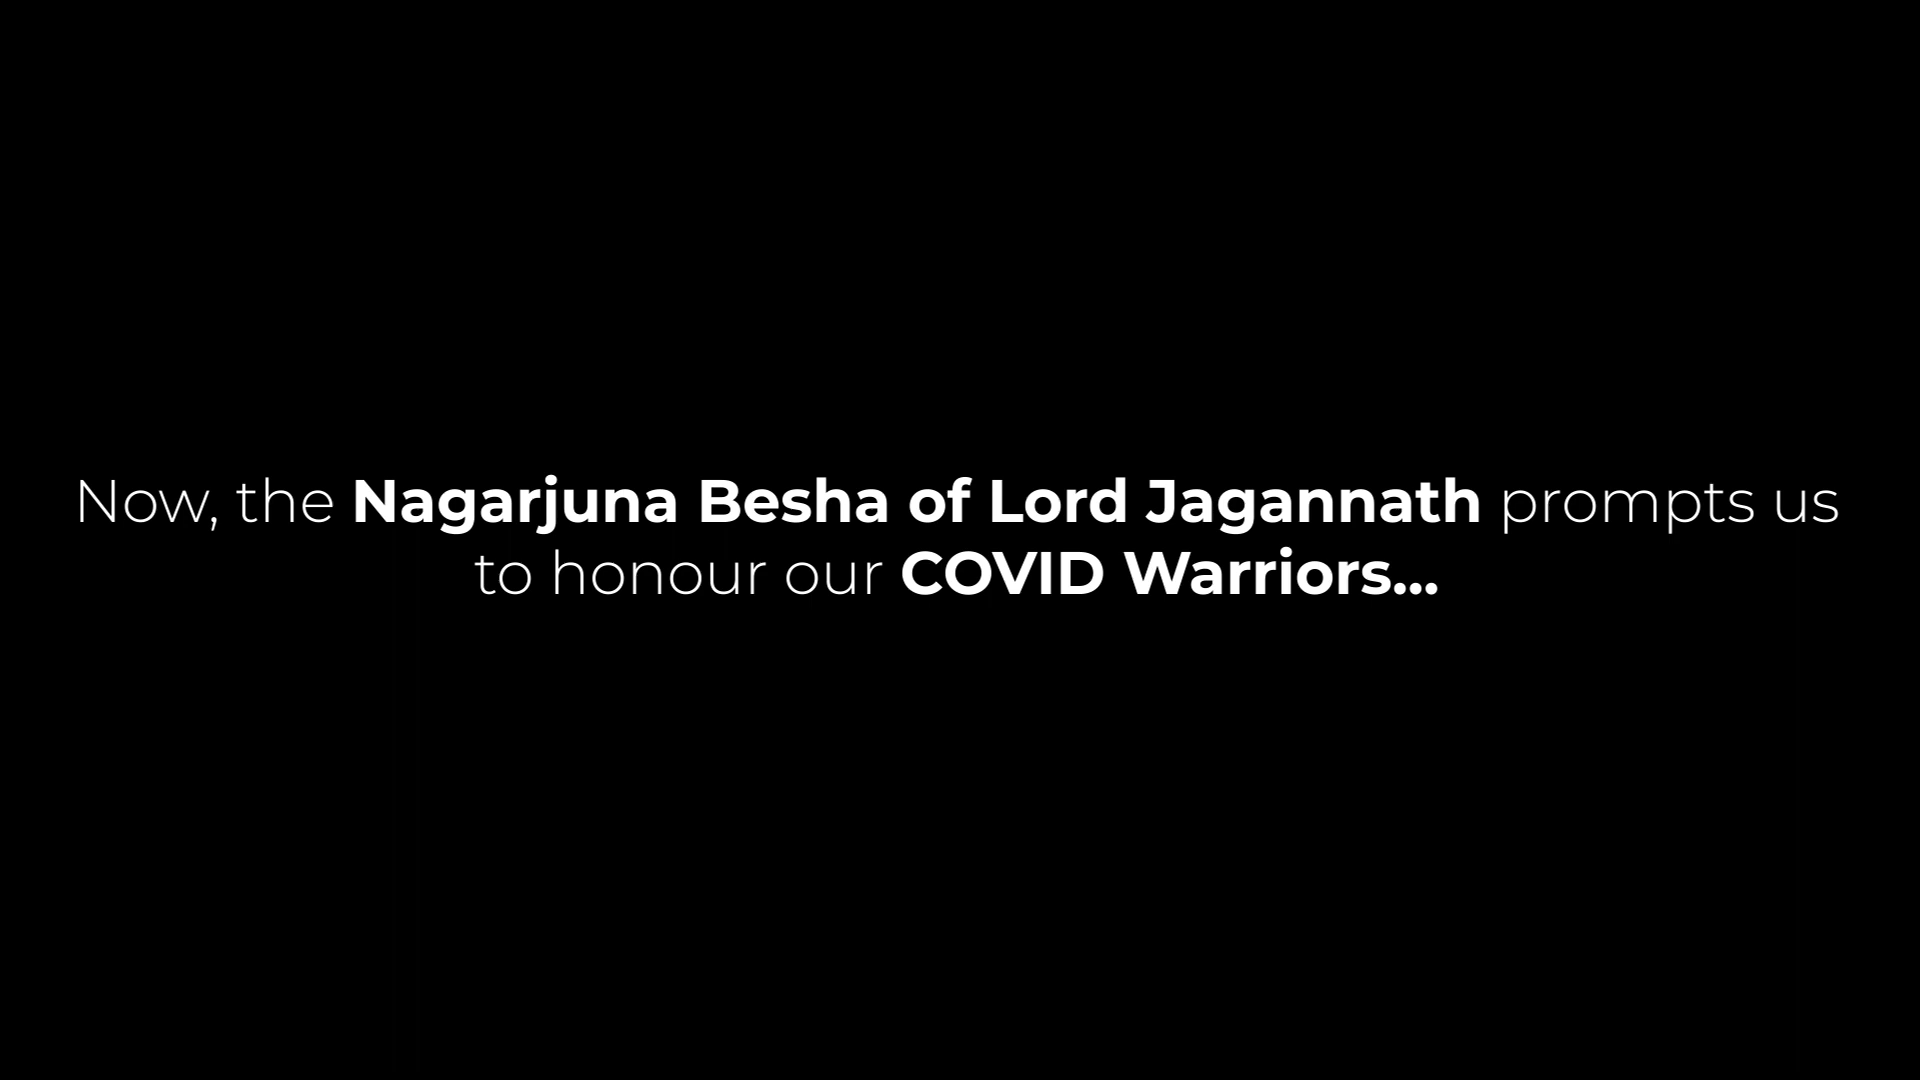 Now, the Nagarjuna Besha of Lord Jagannath prompts us
to honour our COVID Warriors...